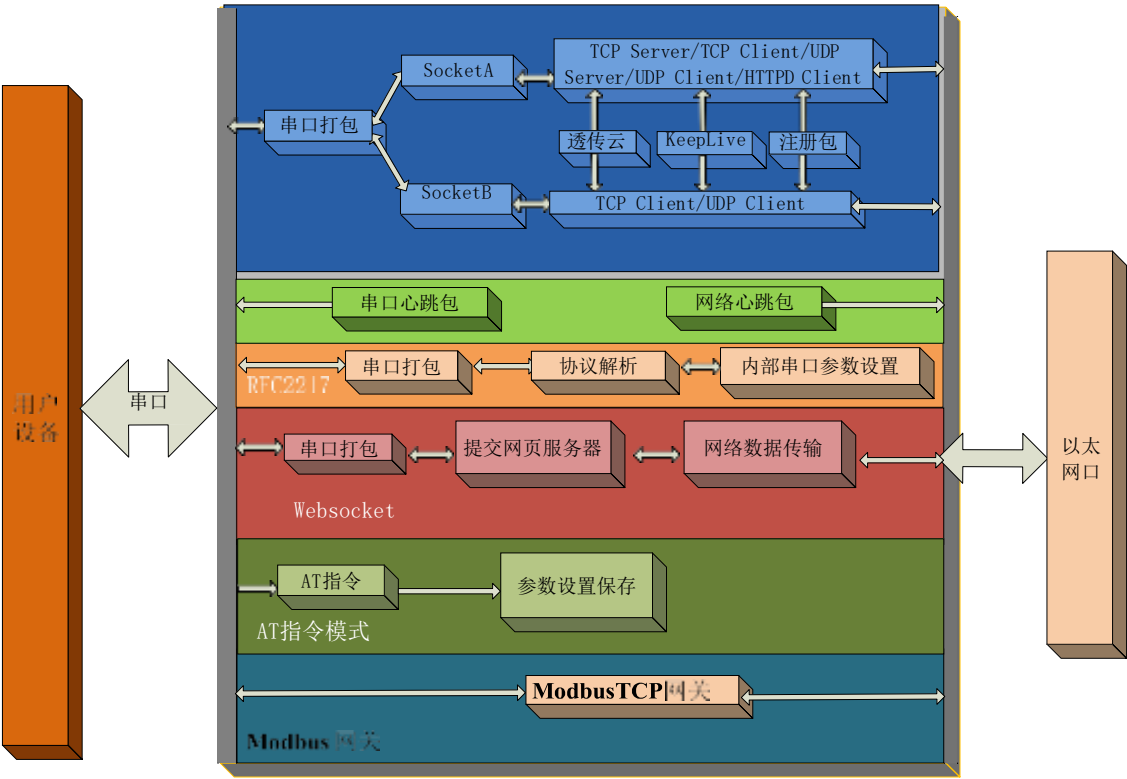 TCP Server/TCP Client/UDP
Server/UDP Client/HTTPD Client
SocketA
串口打包
透传云
KeepLive
注册包
SocketB
TCP Client/UDP Client
串口心跳包
网络心跳包
串口打包
协议解析
内部串口参数设置
RFC2217
用户
设备
串口
串口打包
提交网页服务器
网络数据传输
以太
网口
Websocket
AT指令
参数设置保存
AT指令模式
ModbusTCP网关
Modbus 网关